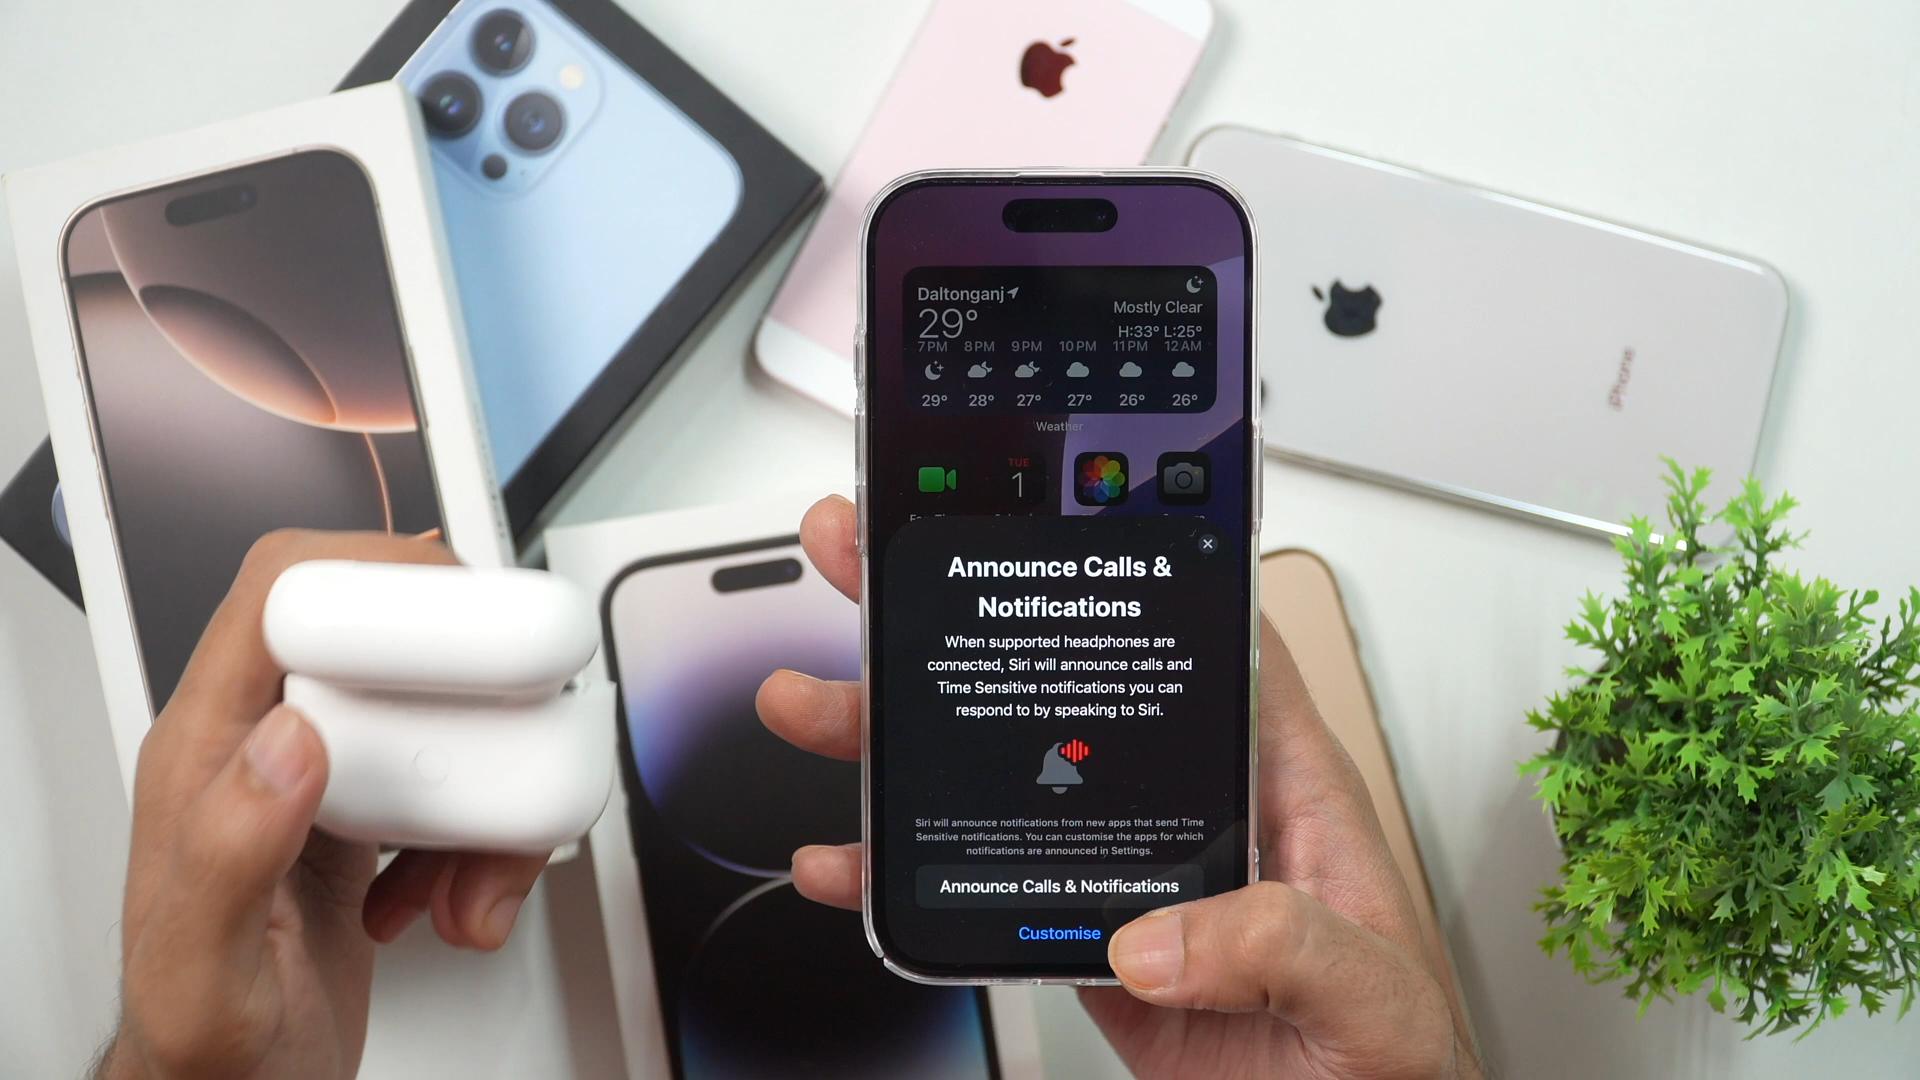 Daltonganj
29°
Mostly Clear
H:33° L:25°
7PM 8PM 9PM 10PM 11PM 12AM
29° 28° 27° 27° 26° 26°
Weather
TUE
1
Announce Calls &
Notifications
When supported headphones are
connected, Siri will announce calls and
Time Sensitive notifications you can
respond to by speaking to Siri.
Siri will announce notifications from new apps that send Time
Sensitive notifications. You can customise the apps for which
notifications are announced in Settings.
Announce Calls & Notifications
Customise
iPhone